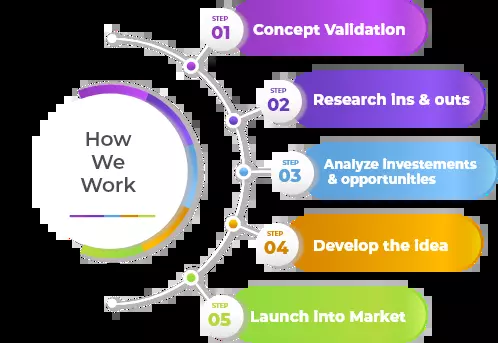 How
We
Work
STEP
01
Concept Validation
STEP
02
Research ins & outs
STEP
03
Analyze investements
& opportunities
STEP
04
Develop the idea
STEP
05
Launch into Market